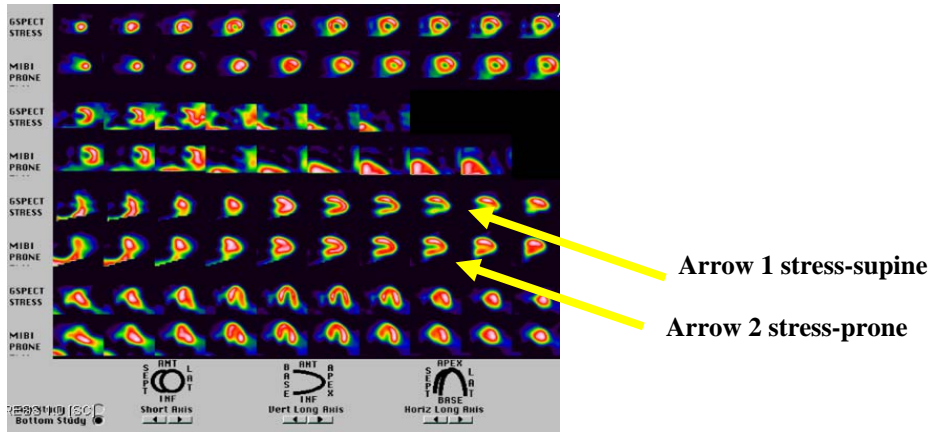 GSPECT
STRESS
MIBI
PRONE
GSPECT
STRESS
MIBI
PRONE
GSPECT
STRESS
MIBI
PRONE
GSPECT
STRESS
MIBI
PRONE
Arrow 1 stress-supine
Arrow 2 stress-prone
ANT
SEPT
LAT
INF
Short Axis
ANT
BASE
APEX
INF
Vert Long Axis
APEX
SEPT
LAT
BASE
Horiz Long Axis
Bottom Study